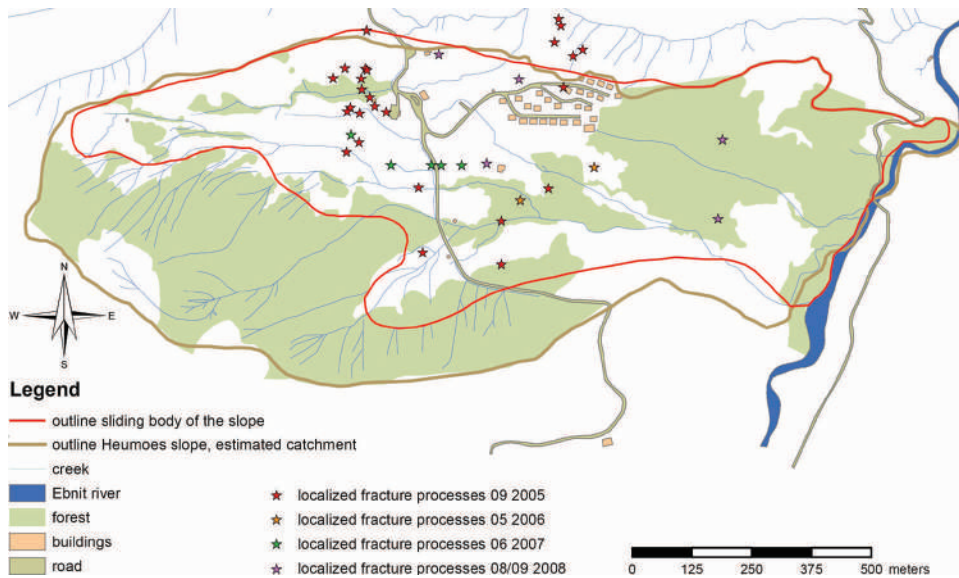 N
W E
S
Legend
outline sliding body of the slope
outline Heumoes slope, estimated catchment
creek
Ebnit river
forest
buildings
road
localized fracture processes 09 2005
localized fracture processes 05 2006
localized fracture processes 06 2007
localized fracture processes 08/09 2008
0 125 250 375 500 meters